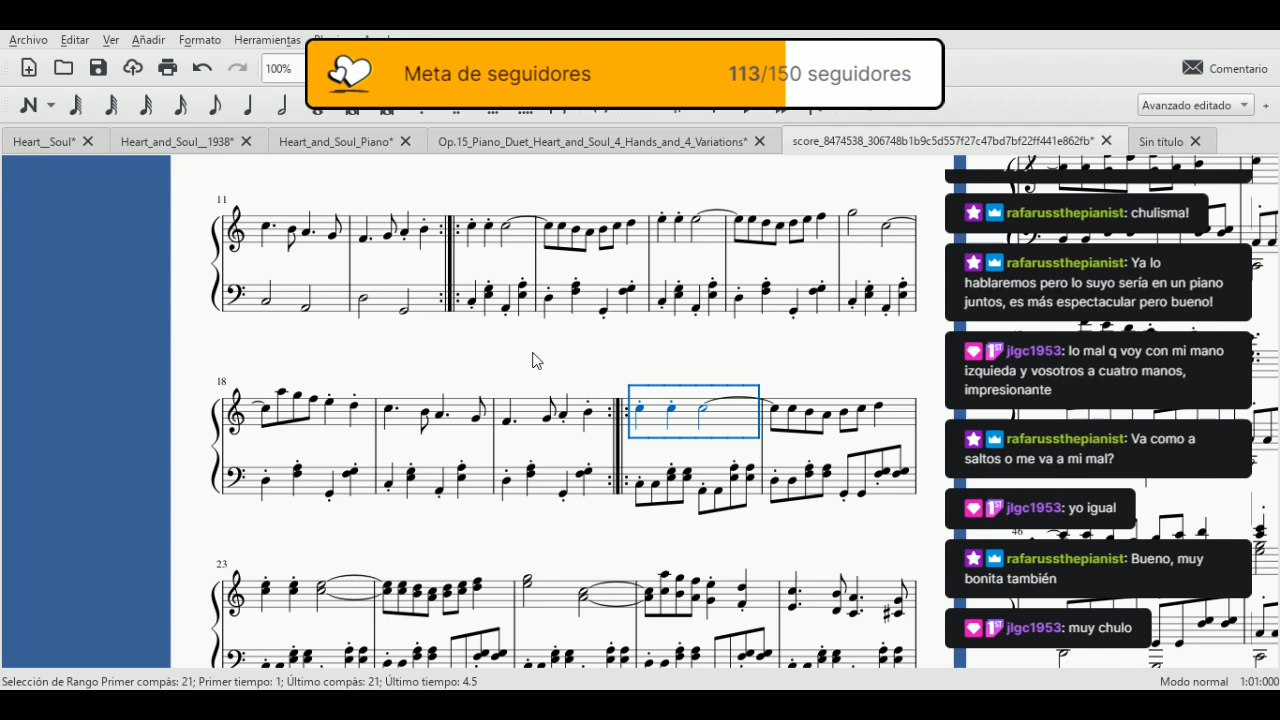 Archivo Editar Ver Añadir Formato Herramientas
Meta de seguidores 113/150 seguidores
100%
Comentario
Avanzado editado
Heart__Soul* Heart_and_Soul__1938* Heart_and_Soul_Piano* Op.15_Piano_Duet_Heart_and_Soul_4_Hands_and_4_Variations* score_8474538_306748b1b9c5d557f27c47bd7bf22ff441e862fb* Sin título
11
18
23
46
rafarussthepianist: chulisma!
rafarussthepianist: Ya lo
hablaremos pero lo suyo sería en un piano
juntos, es más espectacular pero bueno!
jlgc1953: lo mal q voy con mi mano
izquieda y vosotros a cuatro manos,
impresionante
rafarussthepianist: Va como a
saltos o me va a mi mal?
jlgc1953: yo igual
rafarussthepianist: Bueno, muy
bonita también
jlgc1953: muy chulo
Selección de Rango Primer compás: 21; Primer tiempo: 1; Último compás: 21; Último tiempo: 4.5
Modo normal 1:01:000